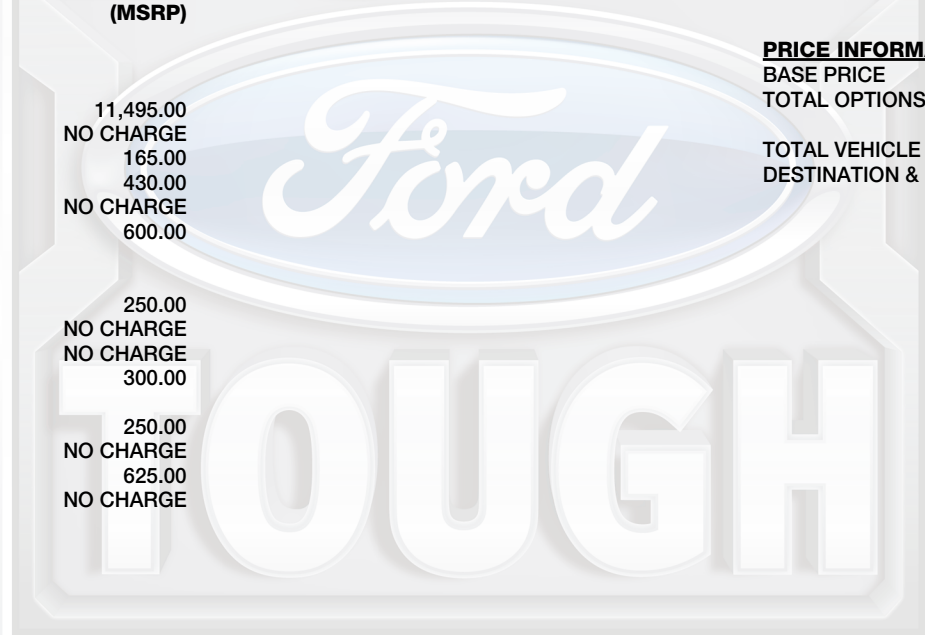 (MSRP)
11,495.00
NO CHARGE
165.00
430.00
NO CHARGE
600.00
250.00
NO CHARGE
NO CHARGE
300.00
250.00
NO CHARGE
625.00
NO CHARGE
PRICE INFORMA
BASE PRICE
TOTAL OPTIONS
TOTAL VEHICLE
DESTINATION &
Ford
TOUGH